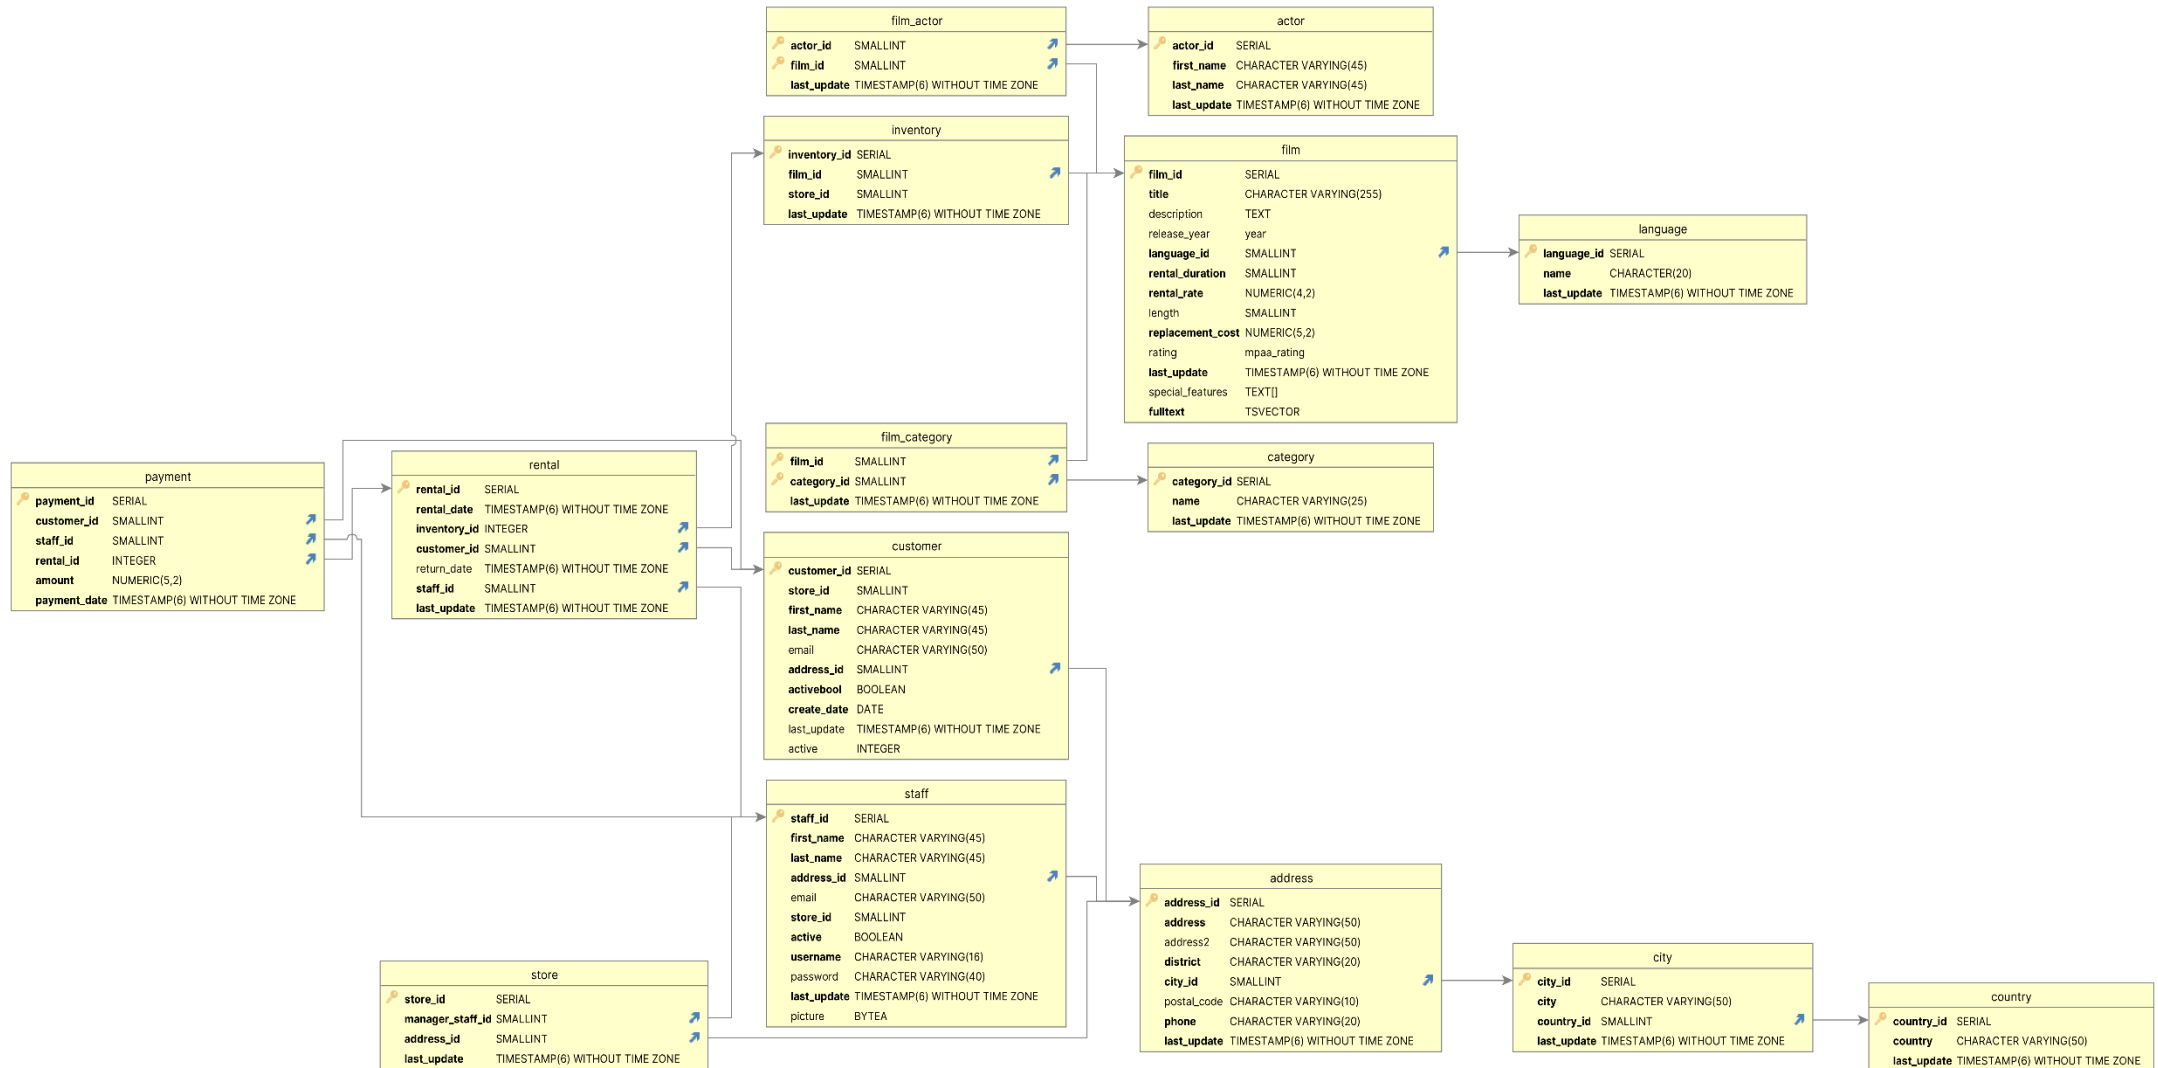 film_actor
actor_id SMALLINT
film_id SMALLINT
last_update TIMESTAMP(6) WITHOUT TIME ZONE
actor
actor_id SERIAL
first_name CHARACTER VARYING(45)
last_name CHARACTER VARYING(45)
last_update TIMESTAMP(6) WITHOUT TIME ZONE
inventory
inventory_id SERIAL
film_id SMALLINT
store_id SMALLINT
last_update TIMESTAMP(6) WITHOUT TIME ZONE
film
film_id SERIAL
title CHARACTER VARYING(255)
description TEXT
release_year year
language_id SMALLINT
rental_duration SMALLINT
rental_rate NUMERIC(4,2)
length SMALLINT
replacement_cost NUMERIC(5,2)
rating mpaa_rating
last_update TIMESTAMP(6) WITHOUT TIME ZONE
special_features TEXT[]
fulltext TSVECTOR
language
language_id SERIAL
name CHARACTER(20)
last_update TIMESTAMP(6) WITHOUT TIME ZONE
film_category
film_id SMALLINT
category_id SMALLINT
last_update TIMESTAMP(6) WITHOUT TIME ZONE
category
category_id SERIAL
name CHARACTER VARYING(25)
last_update TIMESTAMP(6) WITHOUT TIME ZONE
payment
payment_id SERIAL
customer_id SMALLINT
staff_id SMALLINT
rental_id INTEGER
amount NUMERIC(5,2)
payment_date TIMESTAMP(6) WITHOUT TIME ZONE
rental
rental_id SERIAL
rental_date TIMESTAMP(6) WITHOUT TIME ZONE
inventory_id INTEGER
customer_id SMALLINT
return_date TIMESTAMP(6) WITHOUT TIME ZONE
staff_id SMALLINT
last_update TIMESTAMP(6) WITHOUT TIME ZONE
customer
customer_id SERIAL
store_id SMALLINT
first_name CHARACTER VARYING(45)
last_name CHARACTER VARYING(45)
email CHARACTER VARYING(50)
address_id SMALLINT
activebool BOOLEAN
create_date DATE
last_update TIMESTAMP(6) WITHOUT TIME ZONE
active INTEGER
staff
staff_id SERIAL
first_name CHARACTER VARYING(45)
last_name CHARACTER VARYING(45)
address_id SMALLINT
email CHARACTER VARYING(50)
store_id SMALLINT
active BOOLEAN
username CHARACTER VARYING(16)
password CHARACTER VARYING(40)
last_update TIMESTAMP(6) WITHOUT TIME ZONE
picture BYTEA
store
store_id SERIAL
manager_staff_id SMALLINT
address_id SMALLINT
last_update TIMESTAMP(6) WITHOUT TIME ZONE
address
address_id SERIAL
address CHARACTER VARYING(50)
address2 CHARACTER VARYING(50)
district CHARACTER VARYING(20)
city_id SMALLINT
postal_code CHARACTER VARYING(10)
phone CHARACTER VARYING(20)
last_update TIMESTAMP(6) WITHOUT TIME ZONE
city
city_id SERIAL
city CHARACTER VARYING(50)
country_id SMALLINT
last_update TIMESTAMP(6) WITHOUT TIME ZONE
country
country_id SERIAL
country CHARACTER VARYING(50)
last_update TIMESTAMP(6) WITHOUT TIME ZONE